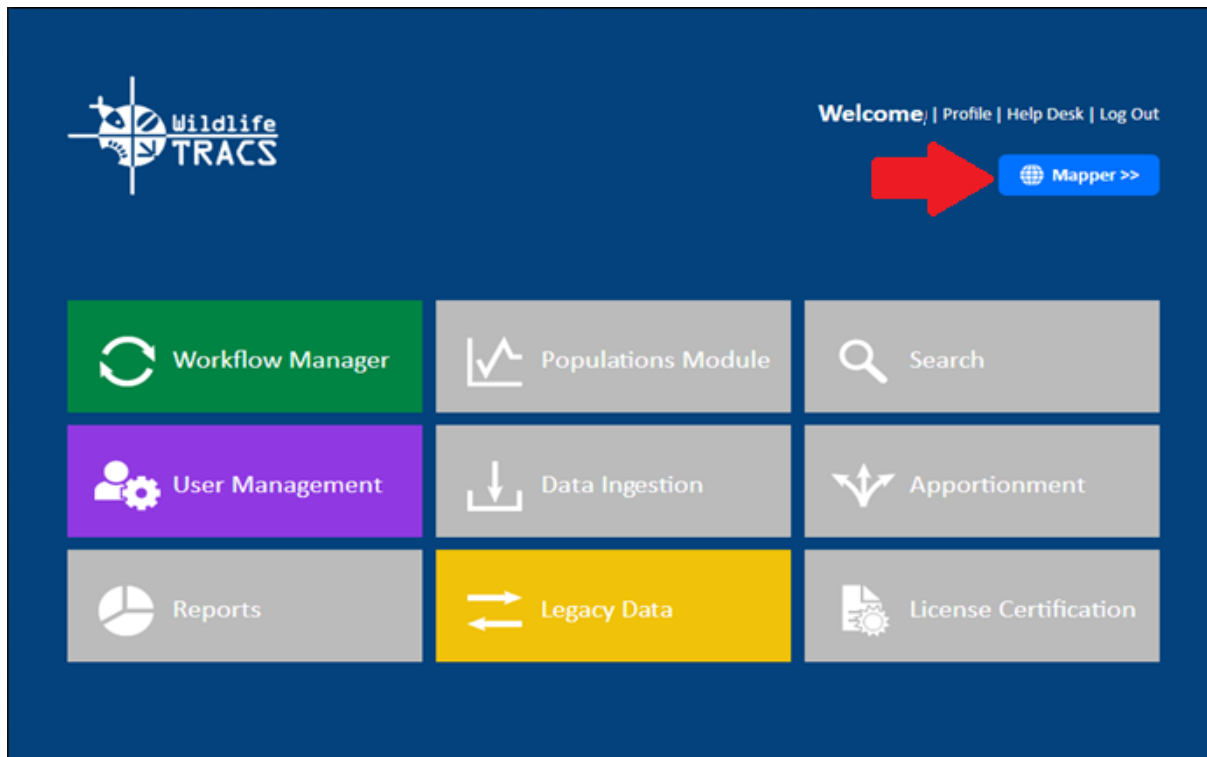 Wildlife
TRACS
Welcome, | Profile | Help Desk | Log Out
Mapper >>
Workflow Manager
Populations Module
Search
User Management
Data Ingestion
Apportionment
Reports
Legacy Data
License Certification